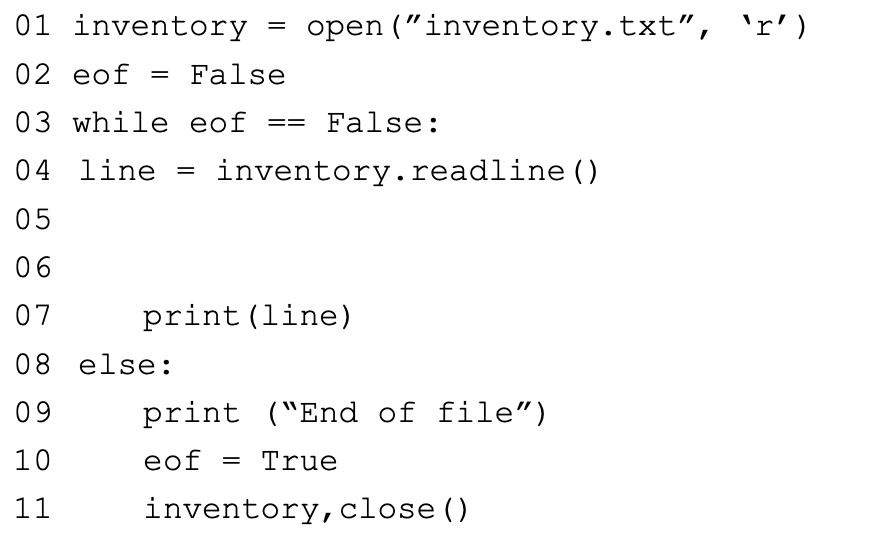 01 inventory = open(”inventory.txt”, ‘r’)
02 eof = False
03 while eof == False:
04 line = inventory.readline()
05
06
07 print(line)
08 else:
09 print (“End of file”)
10 eof = True
11 inventory,close()